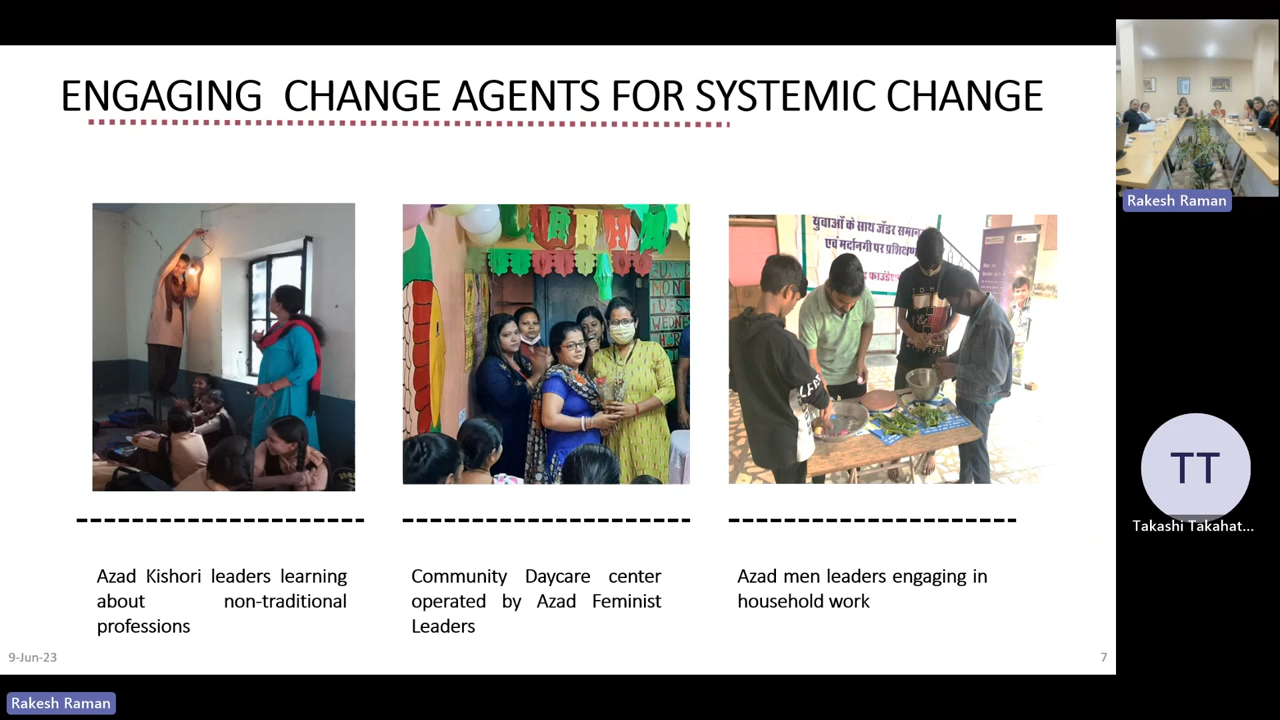 ENGAGING CHANGE AGENTS FOR SYSTEMIC CHANGE
Rakesh Raman
युवाओं के साथ जेंडर समान
एवं मर्दानगी पर प्रशिक्षण
Azad Kishori leaders learning
about non-traditional
professions
Community Daycare center
operated by Azad Feminist
Leaders
Azad men leaders engaging in
household work
TT
Takashi Takahat...
9-Jun-23
7
Rakesh Raman